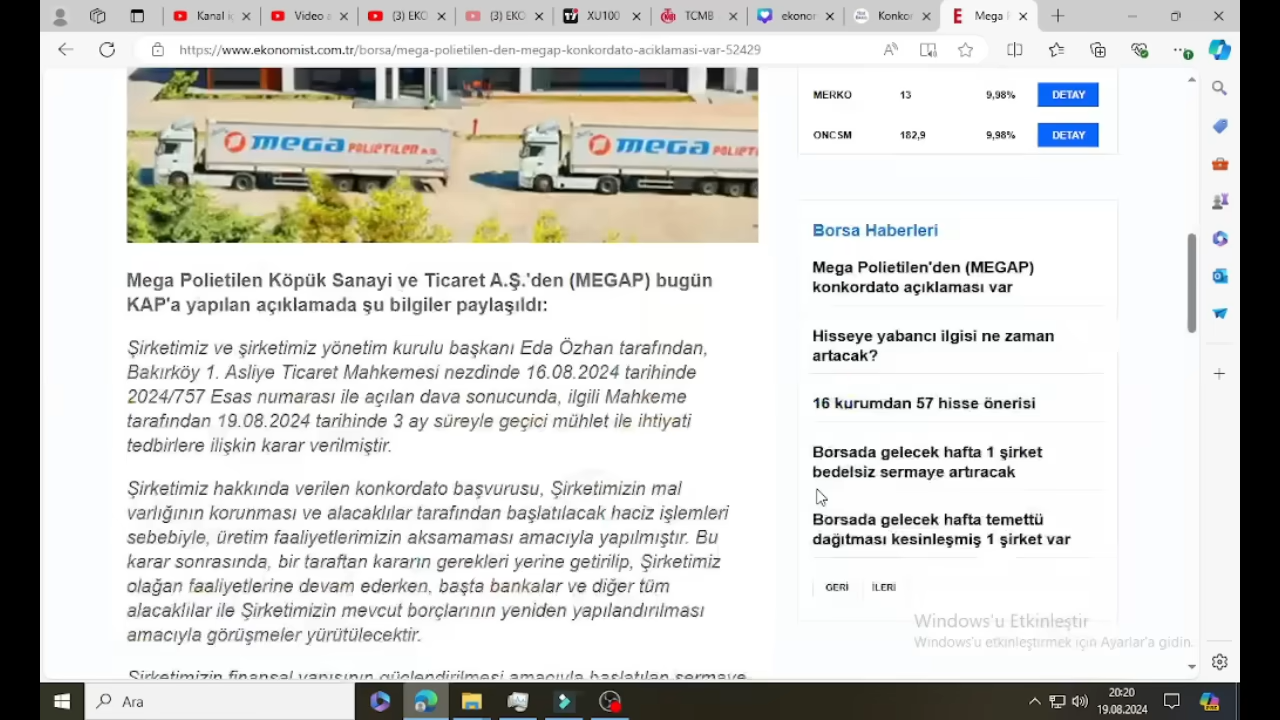 Kanal iç
Video a
(3) EKO
(3) EKO
XU100
TCMB
ekonor
Konkor
Mega P
https://www.ekonomist.com.tr/borsa/mega-polietilen-den-megap-konkordato-aciklamasi-var-52429
MEGA POLIETILEN A.Ş.
MEGA POLIETI
MERKO 13 9,98% DETAY
ONCSM 182,9 9,98% DETAY
Mega Polietilen Köpük Sanayi ve Ticaret A.Ş.'den (MEGAP) bugün
KAP'a yapılan açıklamada şu bilgiler paylaşıldı:
Şirketimiz ve şirketimiz yönetim kurulu başkanı Eda Özhan tarafından,
Bakırköy 1. Asliye Ticaret Mahkemesi nezdinde 16.08.2024 tarihinde
2024/757 Esas numarası ile açılan dava sonucunda, ilgili Mahkeme
tarafından 19.08.2024 tarihinde 3 ay süreyle geçici mühlet ile ihtiyati
tedbirlere ilişkin karar verilmiştir.
Şirketimiz hakkında verilen konkordato başvurusu, Şirketimizin mal
varlığının korunması ve alacaklılar tarafından başlatılacak haciz işlemleri
sebebiyle, üretim faaliyetlerimizin aksamaması amacıyla yapılmıştır. Bu
karar sonrasında, bir taraftan kararın gerekleri yerine getirilip, Şirketimiz
olağan faaliyetlerine devam ederken, başta bankalar ve diğer tüm
alacaklılar ile Şirketimizin mevcut borçlarının yeniden yapılandırılması
amacıyla görüşmeler yürütülecektir.
Şirketimizin finansal yapısının güçlendirilmesi amacıyla başlatılan sermaye
Borsa Haberleri
Mega Polietilen'den (MEGAP)
konkordato açıklaması var
Hisseye yabancı ilgisi ne zaman
artacak?
16 kurumdan 57 hisse önerisi
Borsada gelecek hafta 1 şirket
bedelsiz sermaye artıracak
Borsada gelecek hafta temettü
dağıtması kesinleşmiş 1 şirket var
GERİ İLERİ
Windows'u Etkinleştir
Windows'u etkinleştirmek için Ayarlar'a gidin.
Ara
20:20
19.08.2024